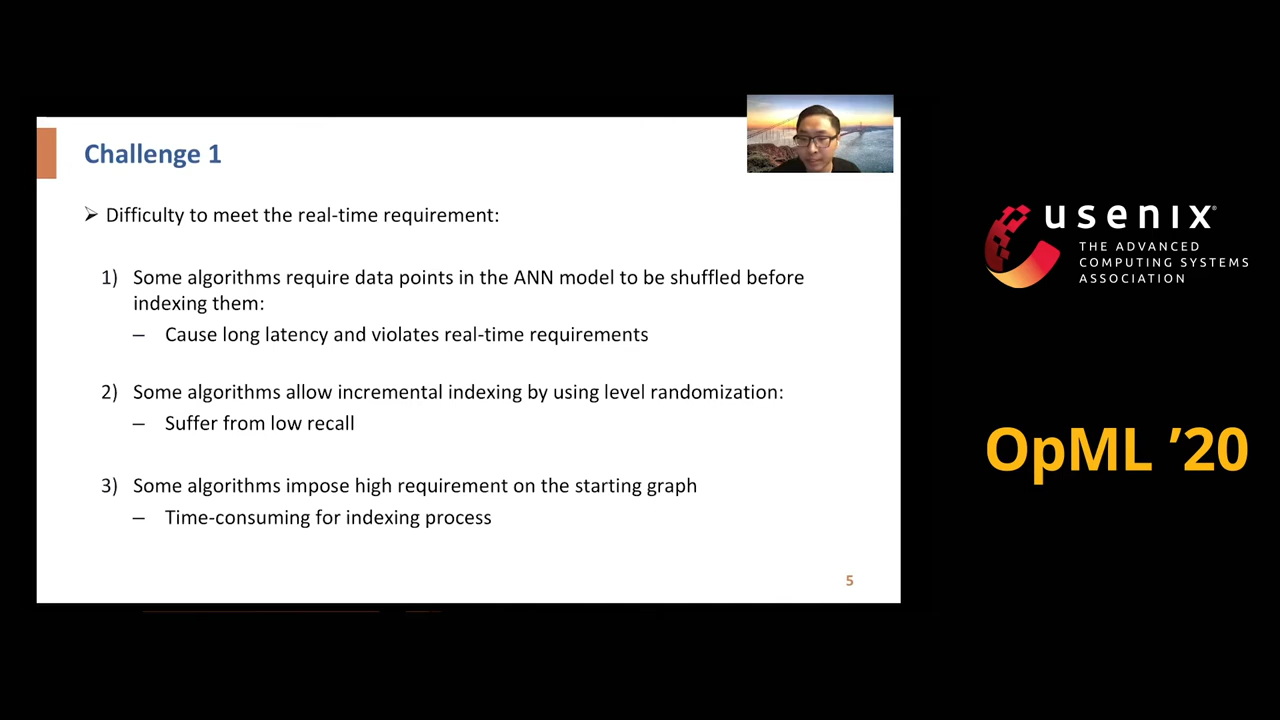 Challenge 1
➢ Difficulty to meet the real-time requirement:
1) Some algorithms require data points in the ANN model to be shuffled before
indexing them:
– Cause long latency and violates real-time requirements
2) Some algorithms allow incremental indexing by using level randomization:
– Suffer from low recall
3) Some algorithms impose high requirement on the starting graph
– Time-consuming for indexing process
5
usenix®
THE ADVANCED
COMPUTING SYSTEMS
ASSOCIATION
OpML ’20